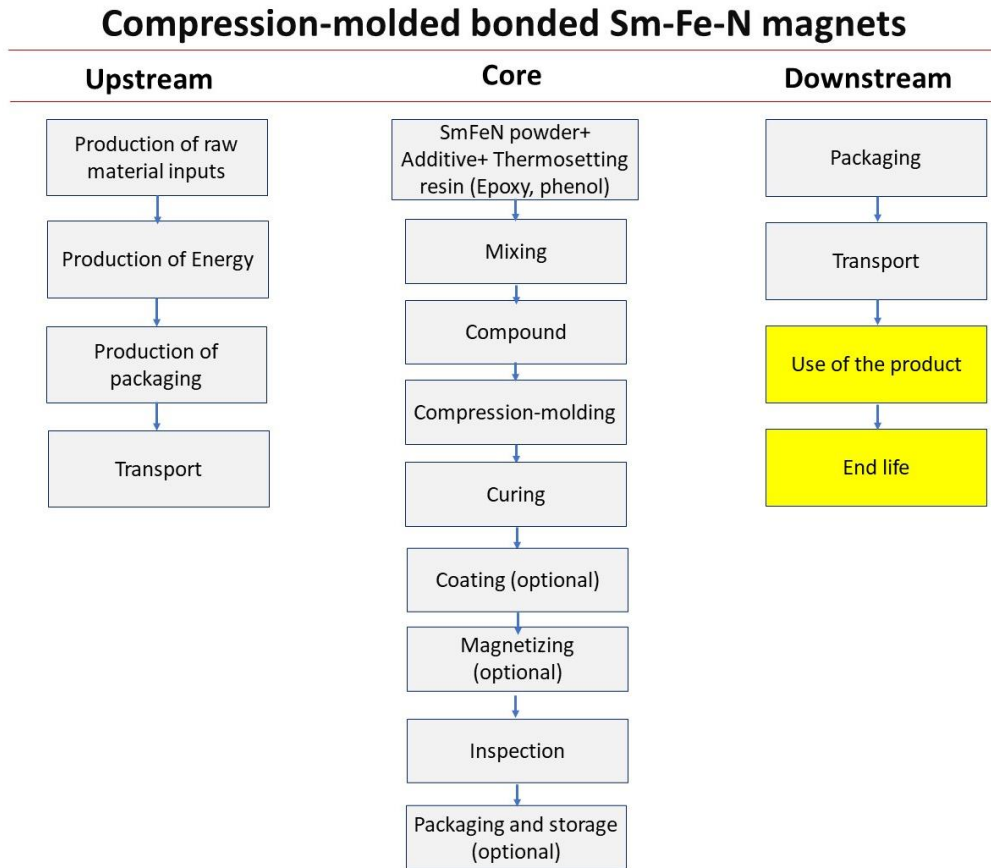 Compression-molded bonded Sm-Fe-N magnets
Upstream
Core
Downstream
Production of raw
material inputs
Production of Energy
Production of
packaging
Transport
SmFeN powder+
Additive+ Thermosetting
resin (Epoxy, phenol)
Mixing
Compound
Compression-molding
Curing
Coating (optional)
Magnetizing
(optional)
Inspection
Packaging and storage
(optional)
Packaging
Transport
Use of the product
End life